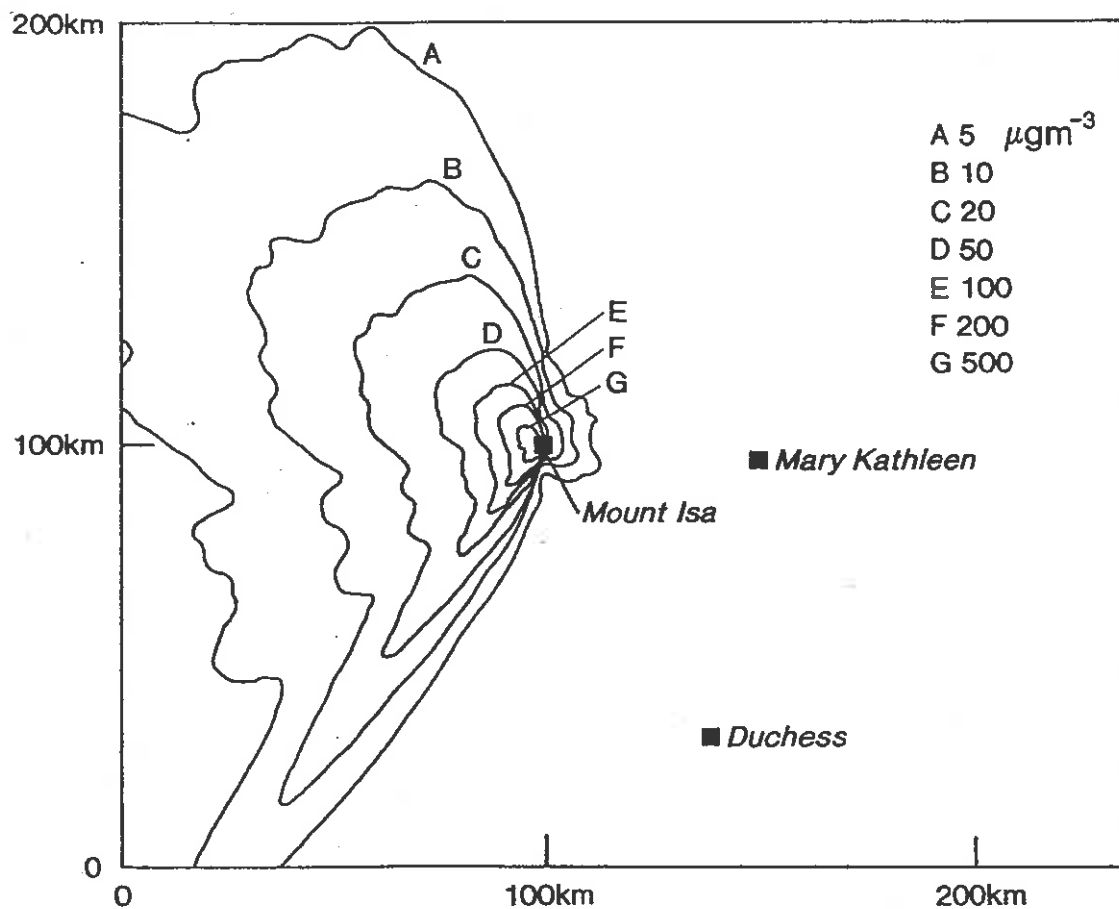 200km
A
A 5 μgm⁻³
B
B 10
C 20
C
D 50
E
E 100
D
F
F 200
G
G 500
100km
Mary Kathleen
Mount Isa
Duchess
0
0
100km
200km